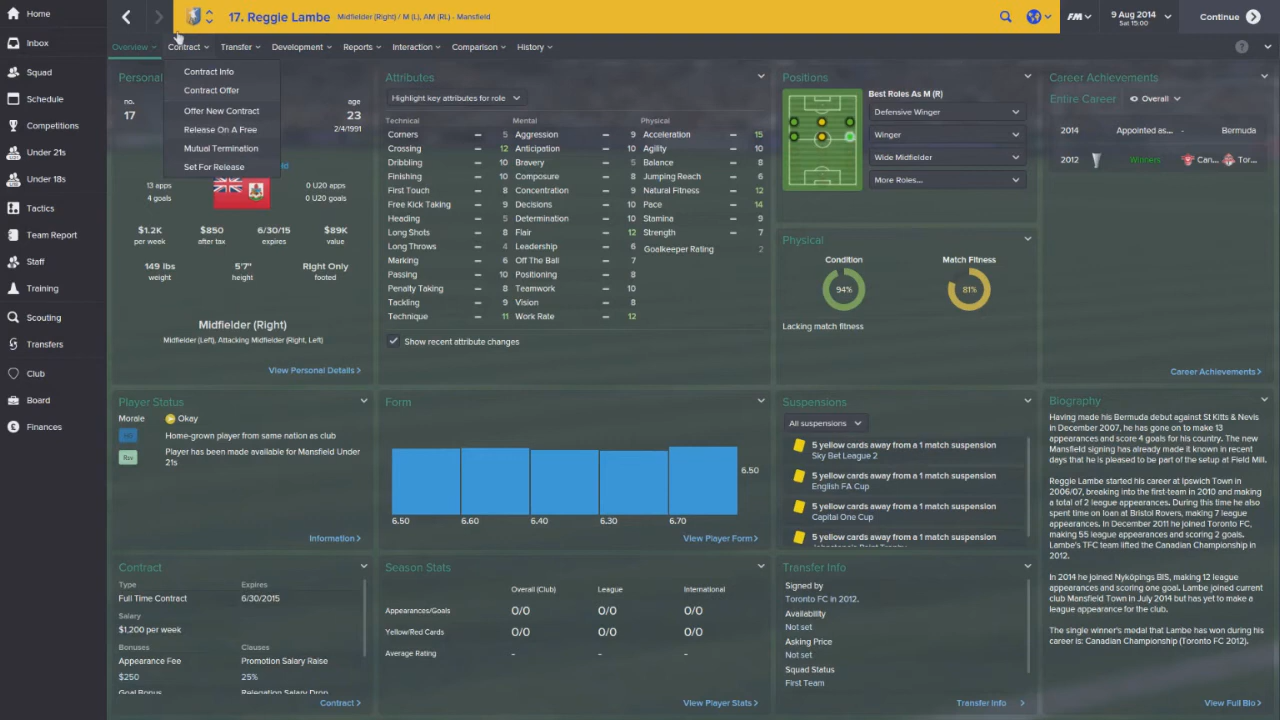 Home
Inbox
Squad
Schedule
Competitions
Under 21s
Under 18s
Tactics
Team Report
Staff
Training
Scouting
Transfers
Club
Board
Finances
17. Reggie Lambe
Midfielder (Right) / M (L), AM (RL) - Mansfield
FM
9 Aug 2014
Sat 15:00
Continue
Overview
Contract
Transfer
Development
Reports
Interaction
Comparison
History
Contract Info
Contract Offer
Offer New Contract
Release On A Free
Mutual Termination
Set For Release
no.
17
age
23
2/4/1991
13 apps
4 goals
0 U20 apps
0 U20 goals
$1.2K
per week
$850
after tax
6/30/15
expires
$89K
value
149 lbs
weight
5'7"
height
Right Only
footed
Midfielder (Right)
Midfielder (Left), Attacking Midfielder (Right, Left)
View Personal Details >
Attributes
Highlight key attributes for role
Technical
Corners – 5
Crossing – 12
Dribbling – 10
Finishing – 10
First Touch – 8
Free Kick Taking – 9
Heading – 5
Long Shots – 8
Long Throws – 4
Marking – 6
Passing – 10
Penalty Taking – 8
Tackling – 9
Technique – 11
Mental
Aggression – 9
Anticipation – 10
Bravery – 5
Composure – 8
Concentration – 9
Decisions – 10
Determination – 10
Flair – 12
Leadership – 6
Off The Ball – 7
Positioning – 8
Teamwork – 10
Vision – 8
Work Rate – 12
Physical
Acceleration – 15
Agility – 10
Balance – 8
Jumping Reach – 6
Natural Fitness – 12
Pace – 14
Stamina – 9
Strength – 7
Goalkeeper Rating 2
Show recent attribute changes
Positions
Best Roles As M (R)
Defensive Winger
Winger
Wide Midfielder
More Roles...
Physical
Condition
94%
Match Fitness
81%
Lacking match fitness
Career Achievements
Entire Career
Overall
2014 Appointed as... - Bermuda
2012 Winners Can... Tor...
Career Achievements >
Player Status
Morale Okay
HG Home-grown player from same nation as club
Rsv Player has been made available for Mansfield Under
21s
Information >
Form
6.50
6.50 6.60 6.40 6.30 6.70
View Player Form >
Suspensions
All suspensions
5 yellow cards away from a 1 match suspension
Sky Bet League 2
5 yellow cards away from a 1 match suspension
English FA Cup
5 yellow cards away from a 1 match suspension
Capital One Cup
5 yellow cards away from a 1 match suspension
Biography
Having made his Bermuda debut against St Kitts & Nevis
in December 2007, he has gone on to make 13
appearances and score 4 goals for his country. The new
Mansfield signing has already made it known in recent
days that he is pleased to be part of the setup at Field Mill.
Reggie Lambe started his career at Ipswich Town in
2006/07, breaking into the first-team in 2010 and making
a total of 2 league appearances. During this time he also
spent time on loan at Bristol Rovers, making 7 league
appearances. In December 2011 he joined Toronto FC,
making 55 league appearances and scoring 2 goals.
Lambe's TFC team lifted the Canadian Championship in
2012.
In 2014 he joined Nyköpings BIS, making 12 league
appearances and scoring one goal. Lambe joined current
club Mansfield Town in July 2014 but has yet to make a
league appearance for the club.
The single winner's medal that Lambe has won during his
career is: Canadian Championship (Toronto FC 2012).
View Full Bio >
Contract
Type
Full Time Contract
Expires
6/30/2015
Salary
$1,200 per week
Bonuses
Appearance Fee
$250
Goal Bonus
Clauses
Promotion Salary Raise
25%
Relegation Salary Drop
Contract >
Season Stats
Overall (Club) League International
Appearances/Goals 0/0 0/0 0/0
Yellow/Red Cards 0/0 0/0 0/0
Average Rating - - -
View Player Stats >
Transfer Info
Signed by
Toronto FC in 2012.
Availability
Not set
Asking Price
Not set
Squad Status
First Team
Transfer Info >